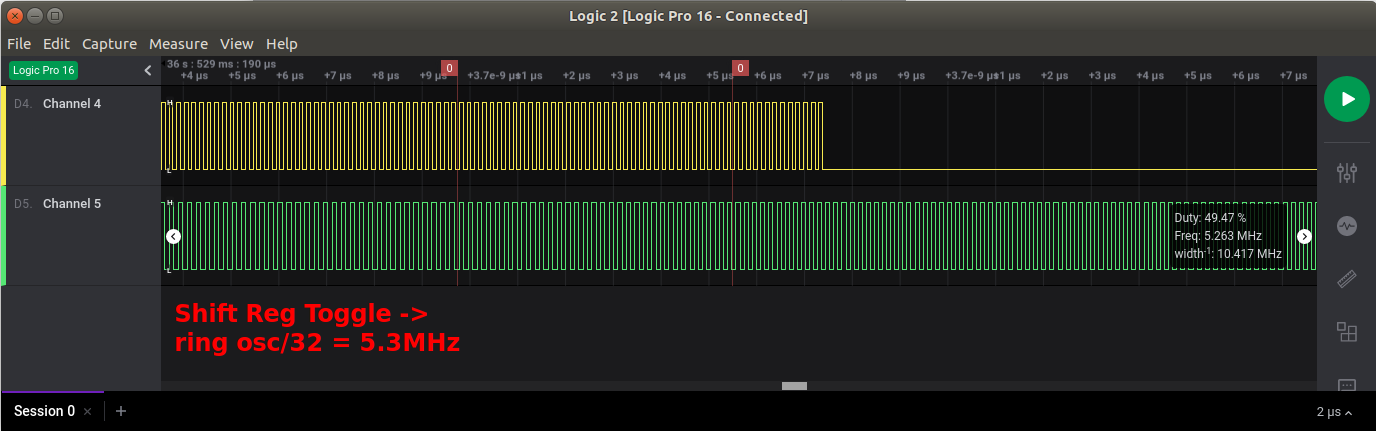 Logic 2 [Logic Pro 16 - Connected]
File Edit Capture Measure View Help
Logic Pro 16
36 s : 529 ms : 190 µs
+4 µs +5 µs +6 µs +7 µs +8 µs +9 µs +3.7e-9 µs +1 µs +2 µs +3 µs +4 µs +5 µs +6 µs +7 µs +8 µs +9 µs +3.7e-9 µs +1 µs +2 µs +3 µs +4 µs +5 µs +6 µs +7 µs
0 0
D4. Channel 4
H
L
D5. Channel 5
H
L
Duty: 49.47 %
Freq: 5.263 MHz
width⁻¹: 10.417 MHz
Shift Reg Toggle ->
ring osc/32 = 5.3MHz
Session 0
2 µs